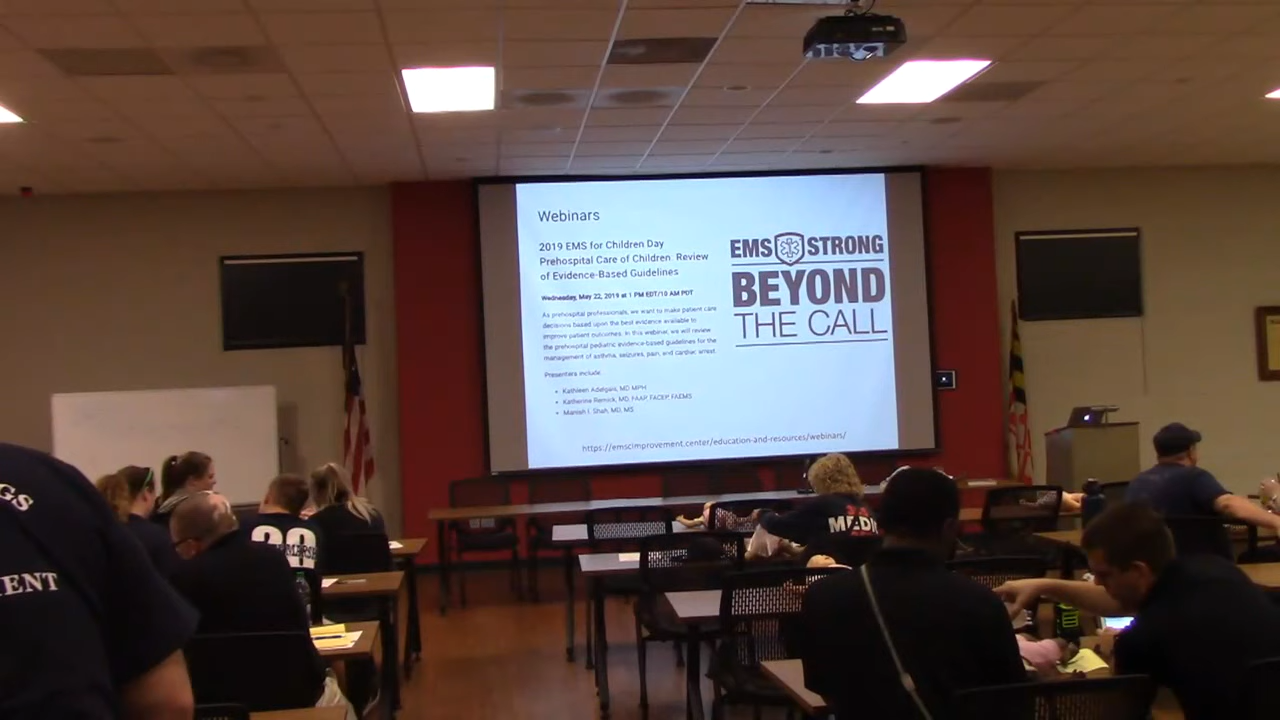 Webinars
2019 EMS for Children Day
Prehospital Care of Children: Review
of Evidence-Based Guidelines
Wednesday, May 22, 2019 at 1 PM EDT/10 AM PDT
As prehospital professionals, we want to make patient care
decisions based upon the best evidence available to
improve patient outcomes. In this webinar, we will review
the prehospital pediatric evidence-based guidelines for the
management of asthma, seizures, pain, and cardiac arrest.
Presenters include:
• Kathleen Adelgais, MD, MPH
• Katherine Remick, MD, FAAP, FACEP, FAEMS
• Manish I. Shah, MD, MS
https://emscimprovement.center/education-and-resources/webinars/
EMS STRONG
BEYOND
THE CALL
GS
ENT
MEDI